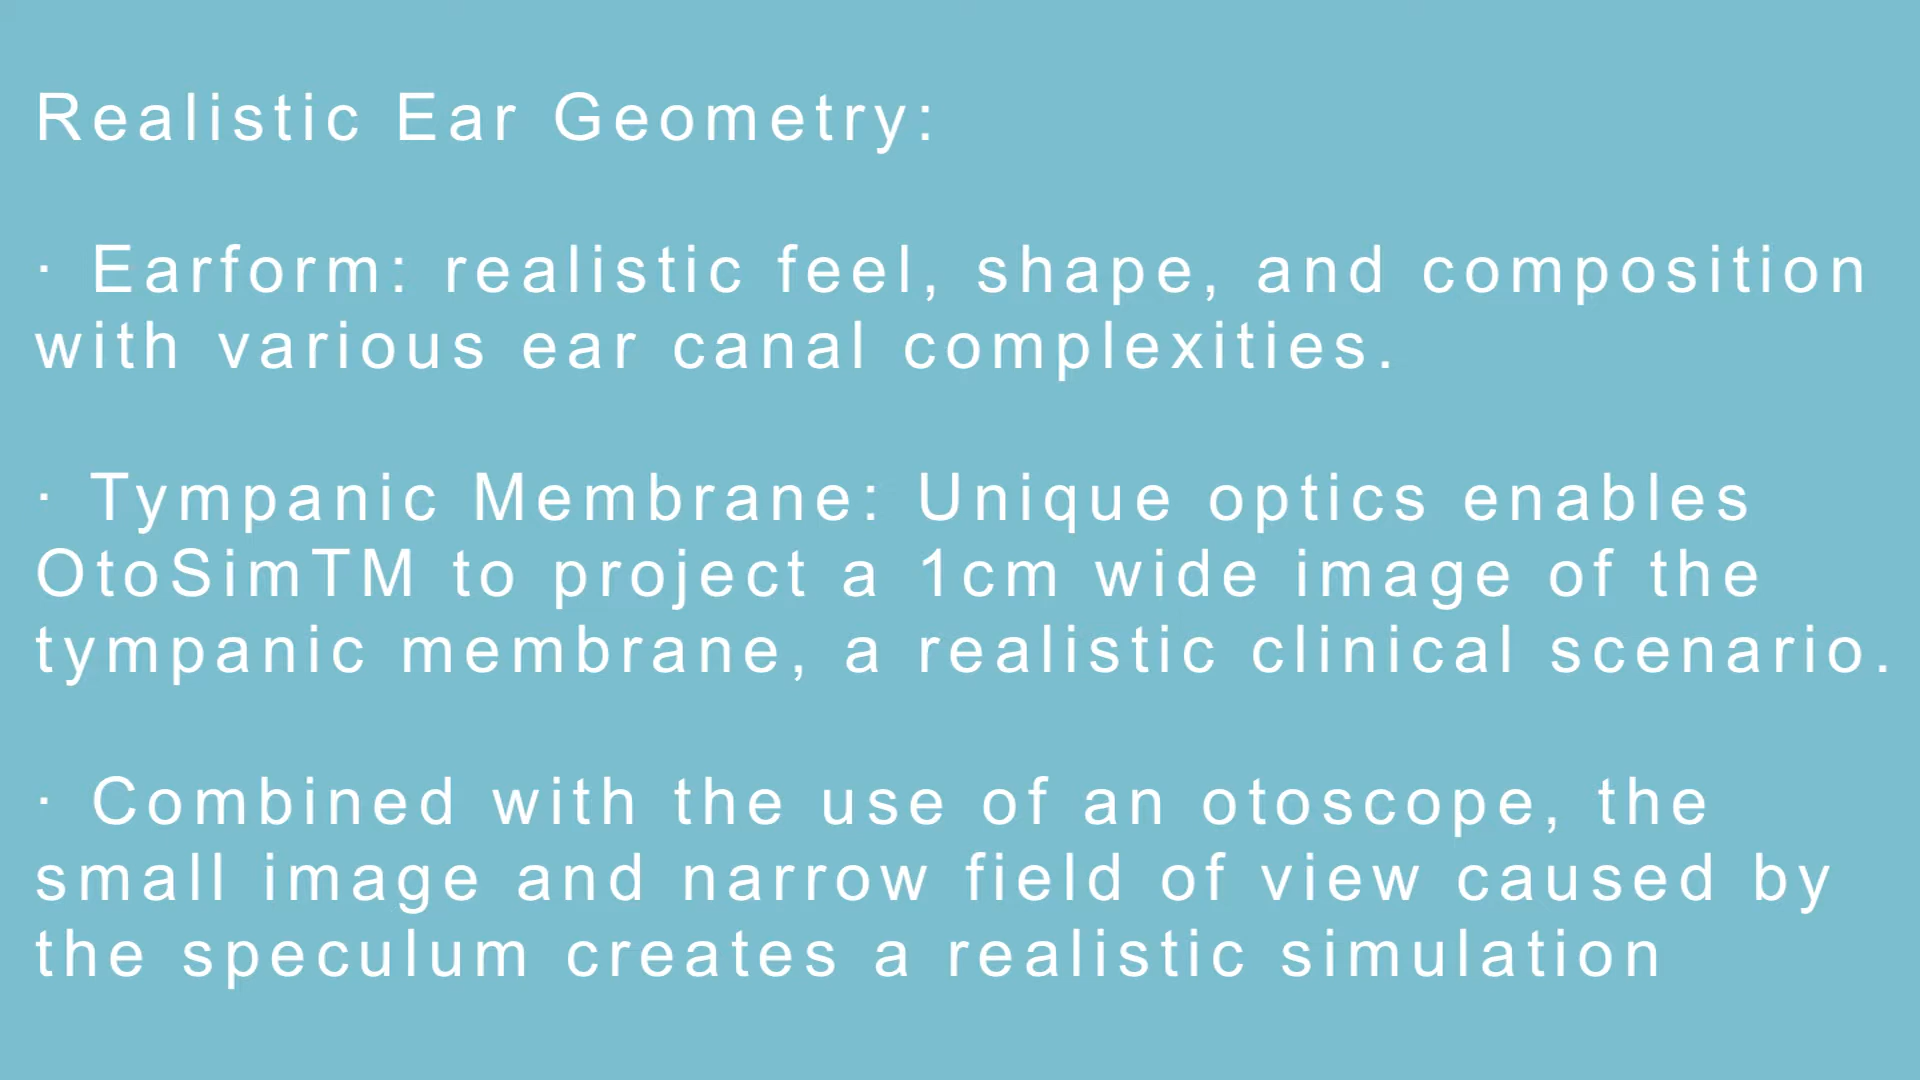 Realistic Ear Geometry:
· Earform: realistic feel, shape, and composition
with various ear canal complexities.
· Tympanic Membrane: Unique optics enables
OtoSimTM to project a 1cm wide image of the
tympanic membrane, a realistic clinical scenario.
· Combined with the use of an otoscope, the
small image and narrow field of view caused by
the speculum creates a realistic simulation